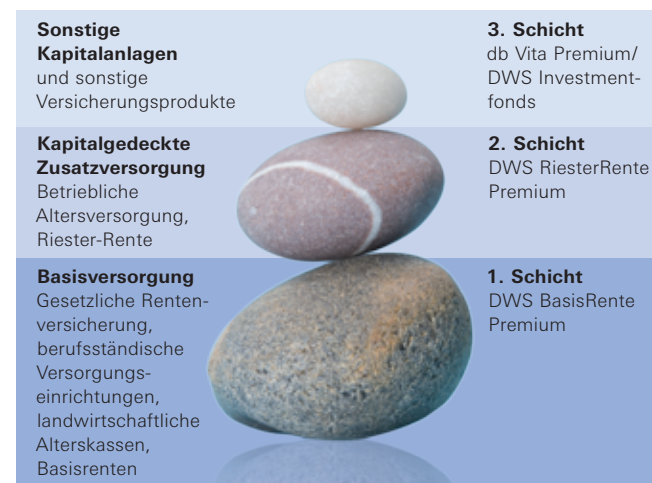 Sonstige
Kapitalanlagen
und sonstige
Versicherungsprodukte
3. Schicht
db Vita Premium/
DWS Investment-
fonds
Kapitalgedeckte
Zusatzversorgung
Betriebliche
Altersversorgung,
Riester-Rente
2. Schicht
DWS RiesterRente
Premium
Basisversorgung
Gesetzliche Renten-
versicherung,
berufsständische
Versorgungs-
einrichtungen,
landwirtschaftliche
Alterskassen,
Basisrenten
1. Schicht
DWS BasisRente
Premium